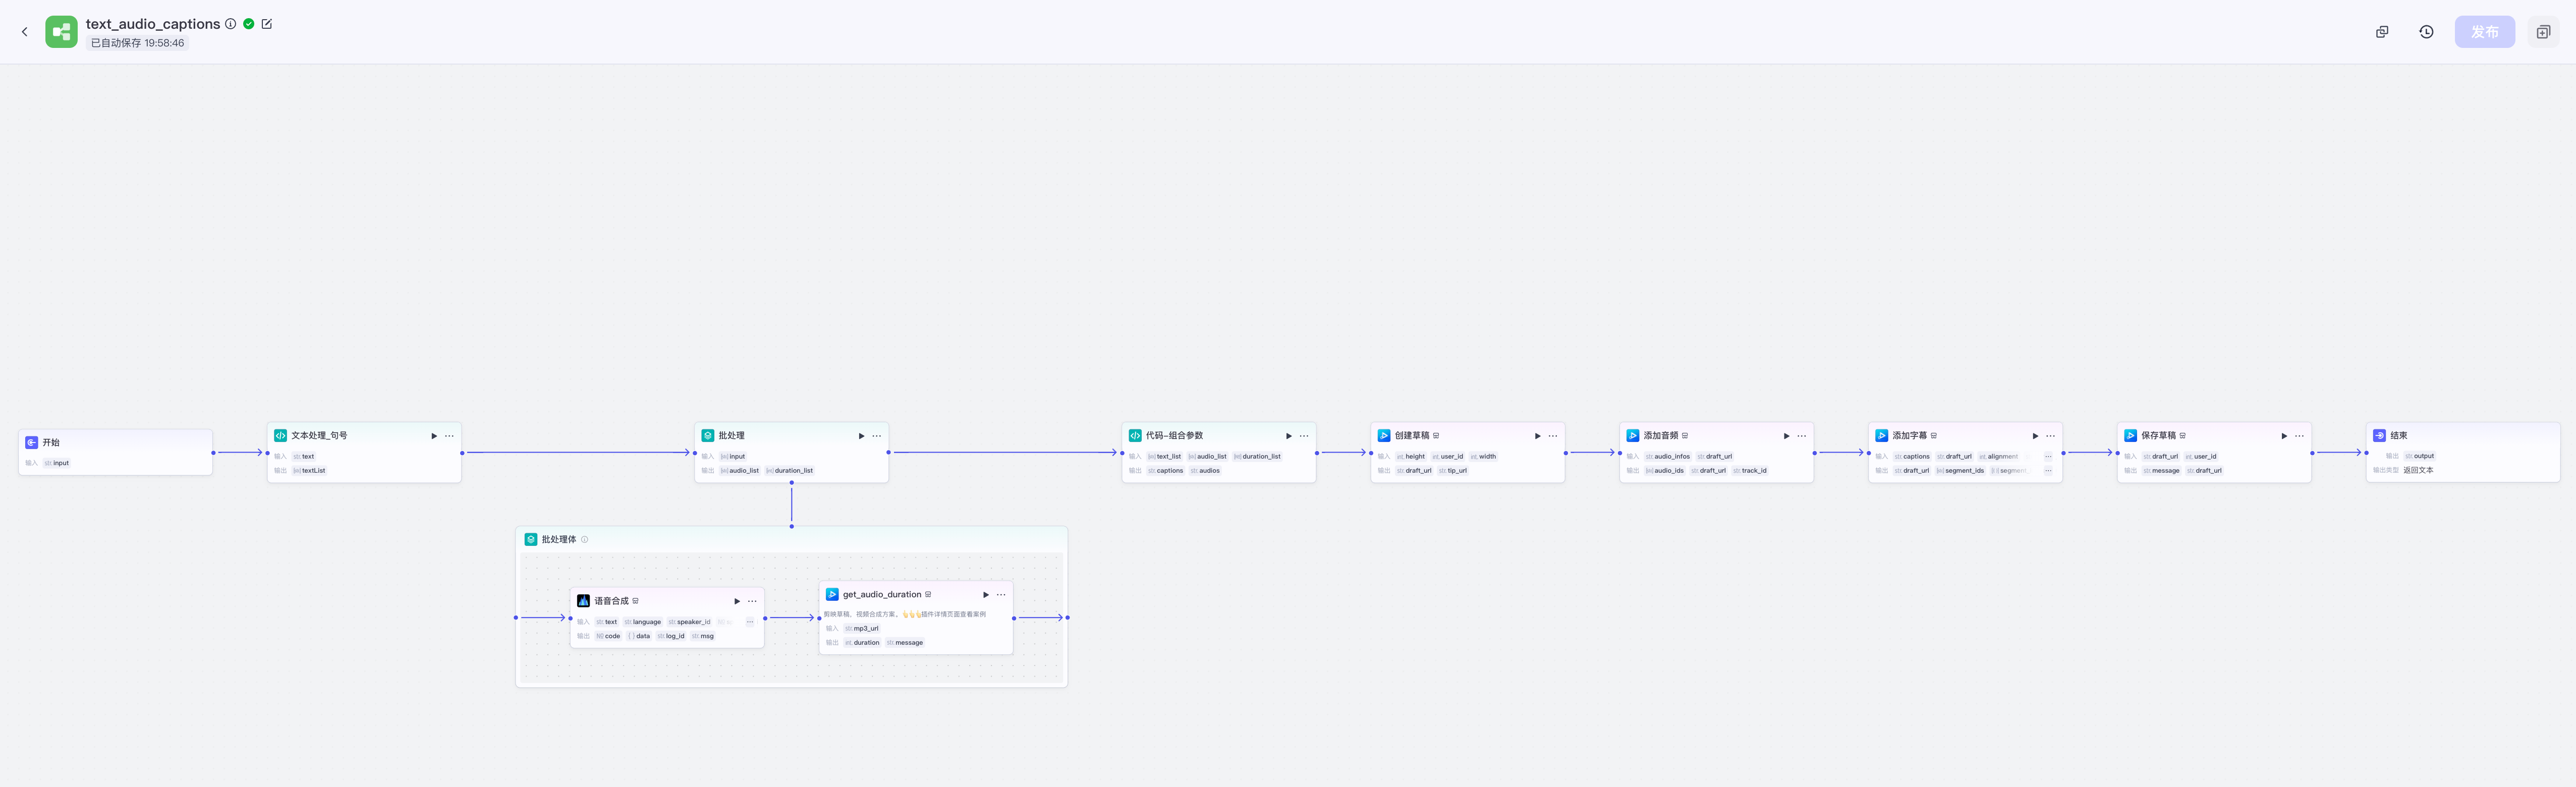 text_audio_captions
已自动保存 19:58:46
发布
开始
输入 str. input
文本处理_句号
输入 str. text
输出 [str] textList
批处理
输入 [str] input
输出 [str] audio_list [str] duration_list
代码-组合参数
输入 [str] text_list [str] audio_list [str] duration_list
输出 str. captions str. audios
创建草稿
输入 int. height int. user_id int. width
输出 str. draft_url str. tip_url
添加音频
输入 str. audio_infos str. draft_url
输出 [str] audio_ids str. draft_url str. track_id
添加字幕
输入 str. captions str. draft_url int. alignment ...
输出 str. draft_url [str] segment_ids segment_ ...
保存草稿
输入 str. draft_url int. user_id
输出 str. message str. draft_url
结束
输出 str. output
输出类型 返回文本
批处理体
语音合成
输入 str. text str. language str. speaker_id ...
输出 code {} data str. log_id str. msg
get_audio_duration
剪映草稿，视频合成方案。👆👆👆插件详情页面查看案例
输入 str. mp3_url
输出 int. duration str. message